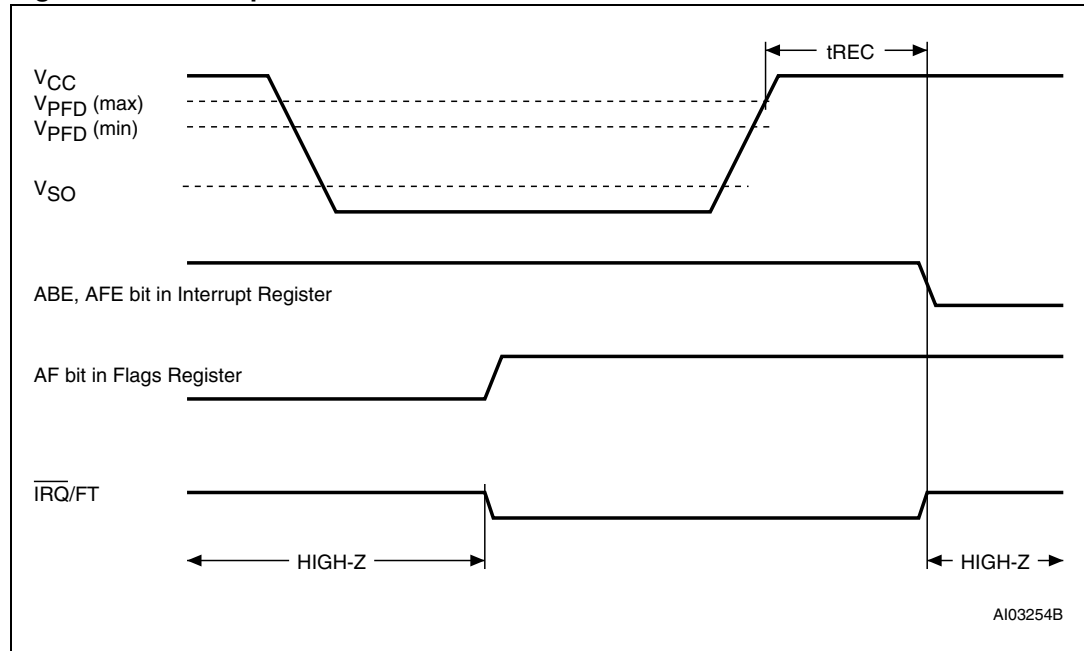 tREC
VCC
VPFD (max)
VPFD (min)
VSO
ABE, AFE bit in Interrupt Register
AF bit in Flags Register
IRQ/FT
HIGH-Z
HIGH-Z
AI03254B